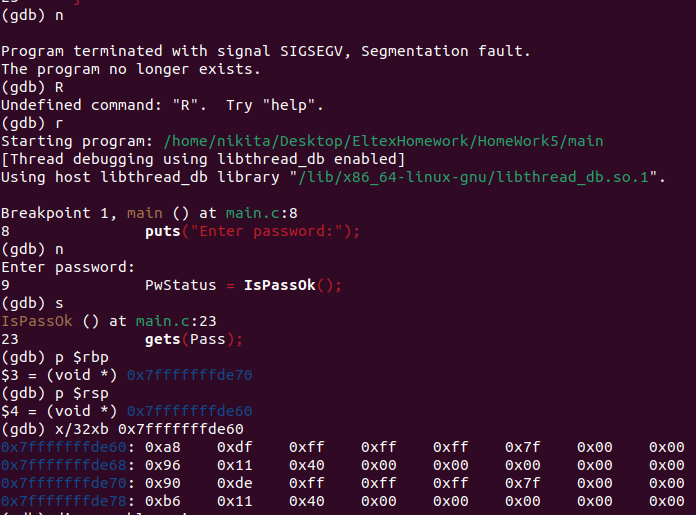 (gdb) n
Program terminated with signal SIGSEGV, Segmentation fault.
The program no longer exists.
(gdb) R
Undefined command: "R".  Try "help".
(gdb) r
Starting program: /home/nikita/Desktop/EltexHomework/HomeWork5/main
[Thread debugging using libthread_db enabled]
Using host libthread_db library "/lib/x86_64-linux-gnu/libthread_db.so.1".
Breakpoint 1, main () at main.c:8
8               puts("Enter password:");
(gdb) n
Enter password:
9               PwStatus = IsPassOk();
(gdb) s
IsPassOk () at main.c:23
23              gets(Pass);
(gdb) p $rbp
$3 = (void *) 0x7fffffffde70
(gdb) p $rsp
$4 = (void *) 0x7fffffffde60
(gdb) x/32xb 0x7fffffffde60
0x7fffffffde60: 0xa8    0xdf    0xff    0xff    0xff    0x7f    0x00    0x00
0x7fffffffde68: 0x96    0x11    0x40    0x00    0x00    0x00    0x00    0x00
0x7fffffffde70: 0x90    0xde    0xff    0xff    0xff    0x7f    0x00    0x00
0x7fffffffde78: 0xb6    0x11    0x40    0x00    0x00    0x00    0x00    0x00